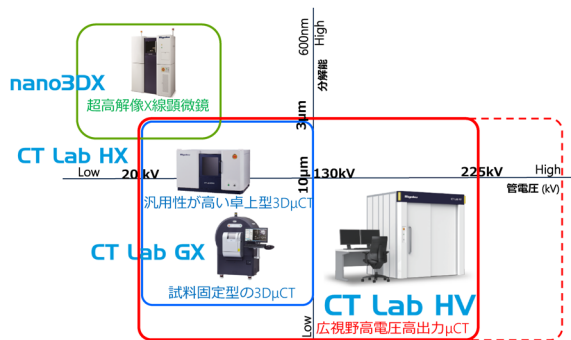 600nm
High
分解能
nano3DX
超高解像X線顕微鏡
3μm
CT Lab HX
Low
20 kV
10μm
130kV
225kV
High
管電圧 (kV)
汎用性が高い卓上型3DμCT
CT Lab GX
試料固定型の3DμCT
CT Lab HV
Low
広視野高電圧高出力μCT